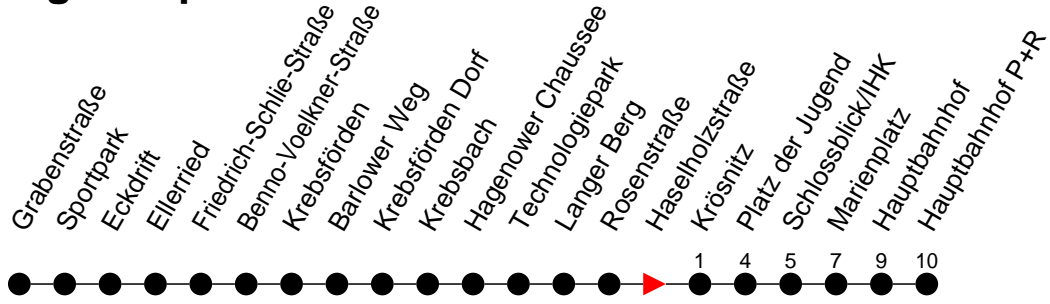 Grabenstraße
Sportpark
Eckdrift
Ellerried
Friedrich-Schlie-Straße
Benno-Voelkner-Straße
Krebsförden
Barlower Weg
Krebsförden Dorf
Krebsbach
Hagenower Chaussee
Technologiepark
Langer Berg
Rosenstraße
Haselholzstraße
Krösnitz
Platz der Jugend
Schlossblick/IHK
Marienplatz
Hauptbahnhof
Hauptbahnhof P+R
1 4 5 7 9 10